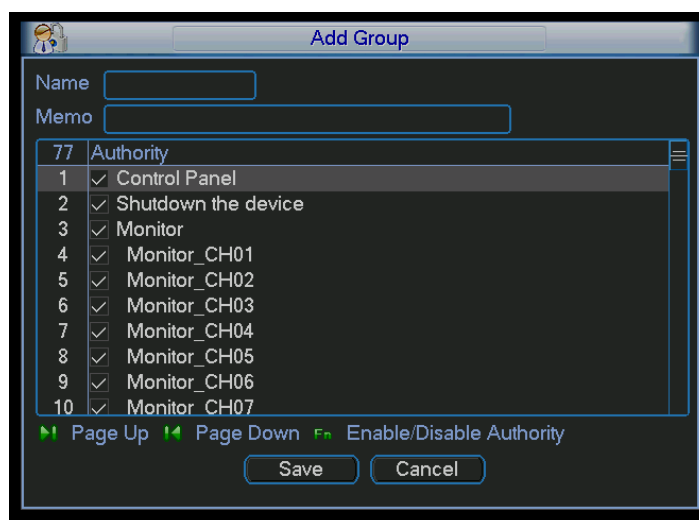 Add Group
Name
Memo
77 Authority
1 Control Panel
2 Shutdown the device
3 Monitor
4 Monitor_CH01
5 Monitor_CH02
6 Monitor_CH03
7 Monitor_CH04
8 Monitor_CH05
9 Monitor_CH06
10 Monitor_CH07
Page Up Page Down Fn Enable/Disable Authority
Save Cancel